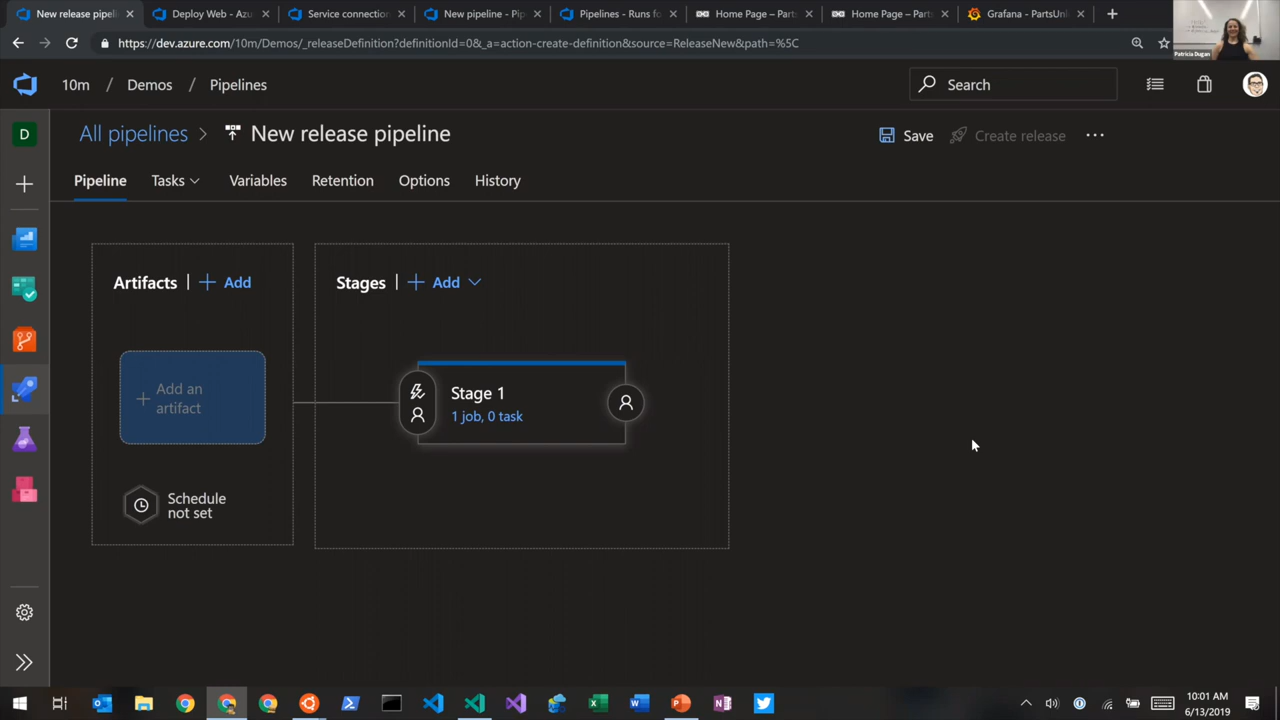 New release pipeli
Deploy Web - Azu
Service connection
New pipeline - Pip
Pipelines - Runs fo
Home Page – Parts
Home Page – Parts
Grafana - PartsUnl
https://dev.azure.com/10m/Demos/_releaseDefinition?definitionId=0&_a=action-create-definition&source=ReleaseNew&path=%5C
Patricia Dugan
10m / Demos / Pipelines
Search
D
All pipelines > New release pipeline
Save
Create release
Pipeline
Tasks
Variables
Retention
Options
History
Artifacts | + Add
Stages | + Add
+ Add an
artifact
Stage 1
1 job, 0 task
Schedule
not set
10:01 AM
6/13/2019